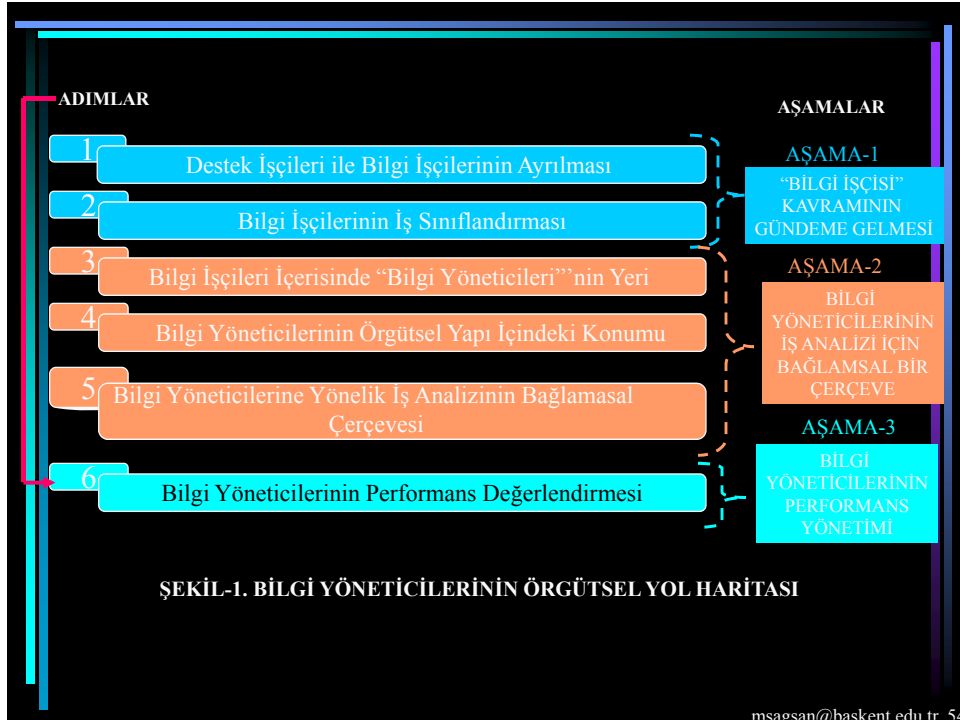 ADIMLAR
AŞAMALAR
1
Destek İşçileri ile Bilgi İşçilerinin Ayrılması
2
Bilgi İşçilerinin İş Sınıflandırması
3
Bilgi İşçileri İçerisinde “Bilgi Yöneticileri”’nin Yeri
4
Bilgi Yöneticilerinin Örgütsel Yapı İçindeki Konumu
5
Bilgi Yöneticilerine Yönelik İş Analizinin Bağlamasal
Çerçevesi
6
Bilgi Yöneticilerinin Performans Değerlendirmesi
AŞAMA-1
“BİLGİ İŞÇİSİ”
KAVRAMININ
GÜNDEME GELMESİ
AŞAMA-2
BİLGİ
YÖNETİCİLERİNİN
İŞ ANALİZİ İÇİN
BAĞLAMSAL BİR
ÇERÇEVE
AŞAMA-3
BİLGİ
YÖNETİCİLERİNİN
PERFORMANS
YÖNETİMİ
ŞEKİL-1. BİLGİ YÖNETİCİLERİNİN ÖRGÜTSEL YOL HARİTASI
msagsan@baskent.edu.tr